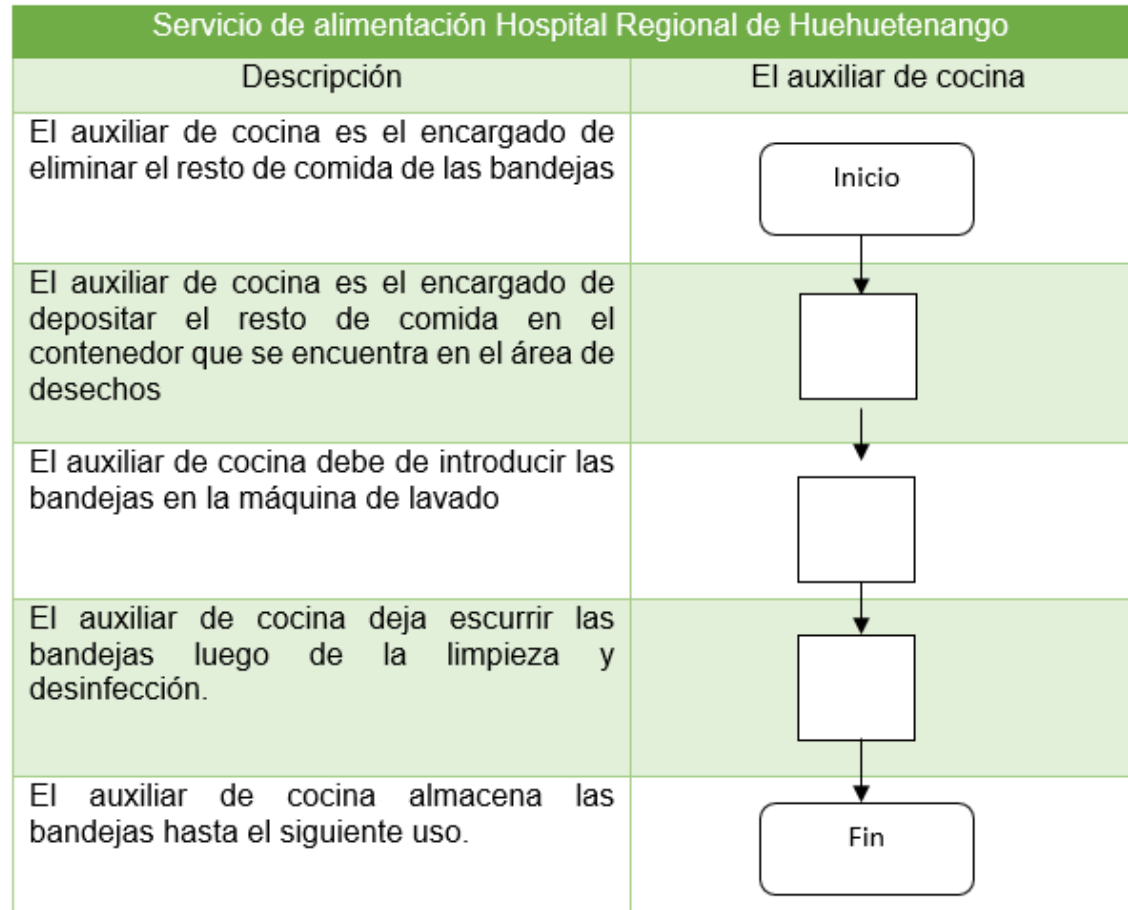 Servicio de alimentación Hospital Regional de Huehuetenango
Descripción
El auxiliar de cocina
El auxiliar de cocina es el encargado de
eliminar el resto de comida de las bandejas
Inicio
El auxiliar de cocina es el encargado de
depositar el resto de comida en el
contenedor que se encuentra en el área de
desechos
El auxiliar de cocina debe de introducir las
bandejas en la máquina de lavado
El auxiliar de cocina deja escurrir las
bandejas luego de la limpieza y
desinfección.
El auxiliar de cocina almacena las
bandejas hasta el siguiente uso.
Fin